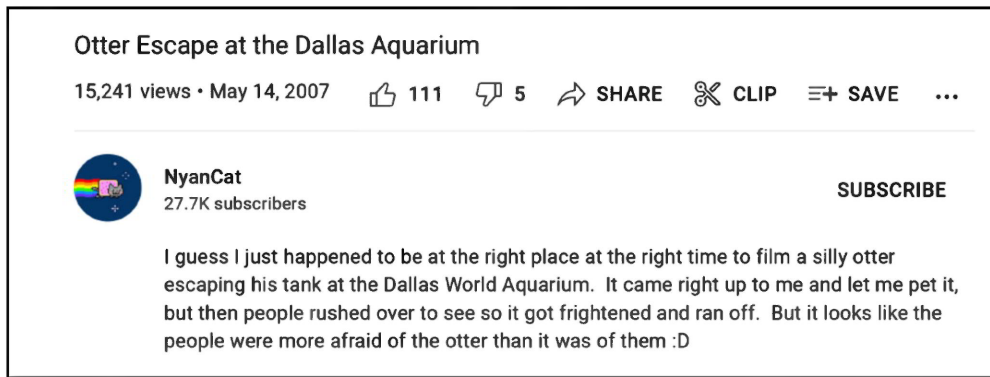 Otter Escape at the Dallas Aquarium
15,241 views • May 14, 2007 111 5 SHARE CLIP SAVE ...
NyanCat
27.7K subscribers
SUBSCRIBE
I guess I just happened to be at the right place at the right time to film a silly otter
escaping his tank at the Dallas World Aquarium.  It came right up to me and let me pet it,
but then people rushed over to see so it got frightened and ran off.  But it looks like the
people were more afraid of the otter than it was of them :D